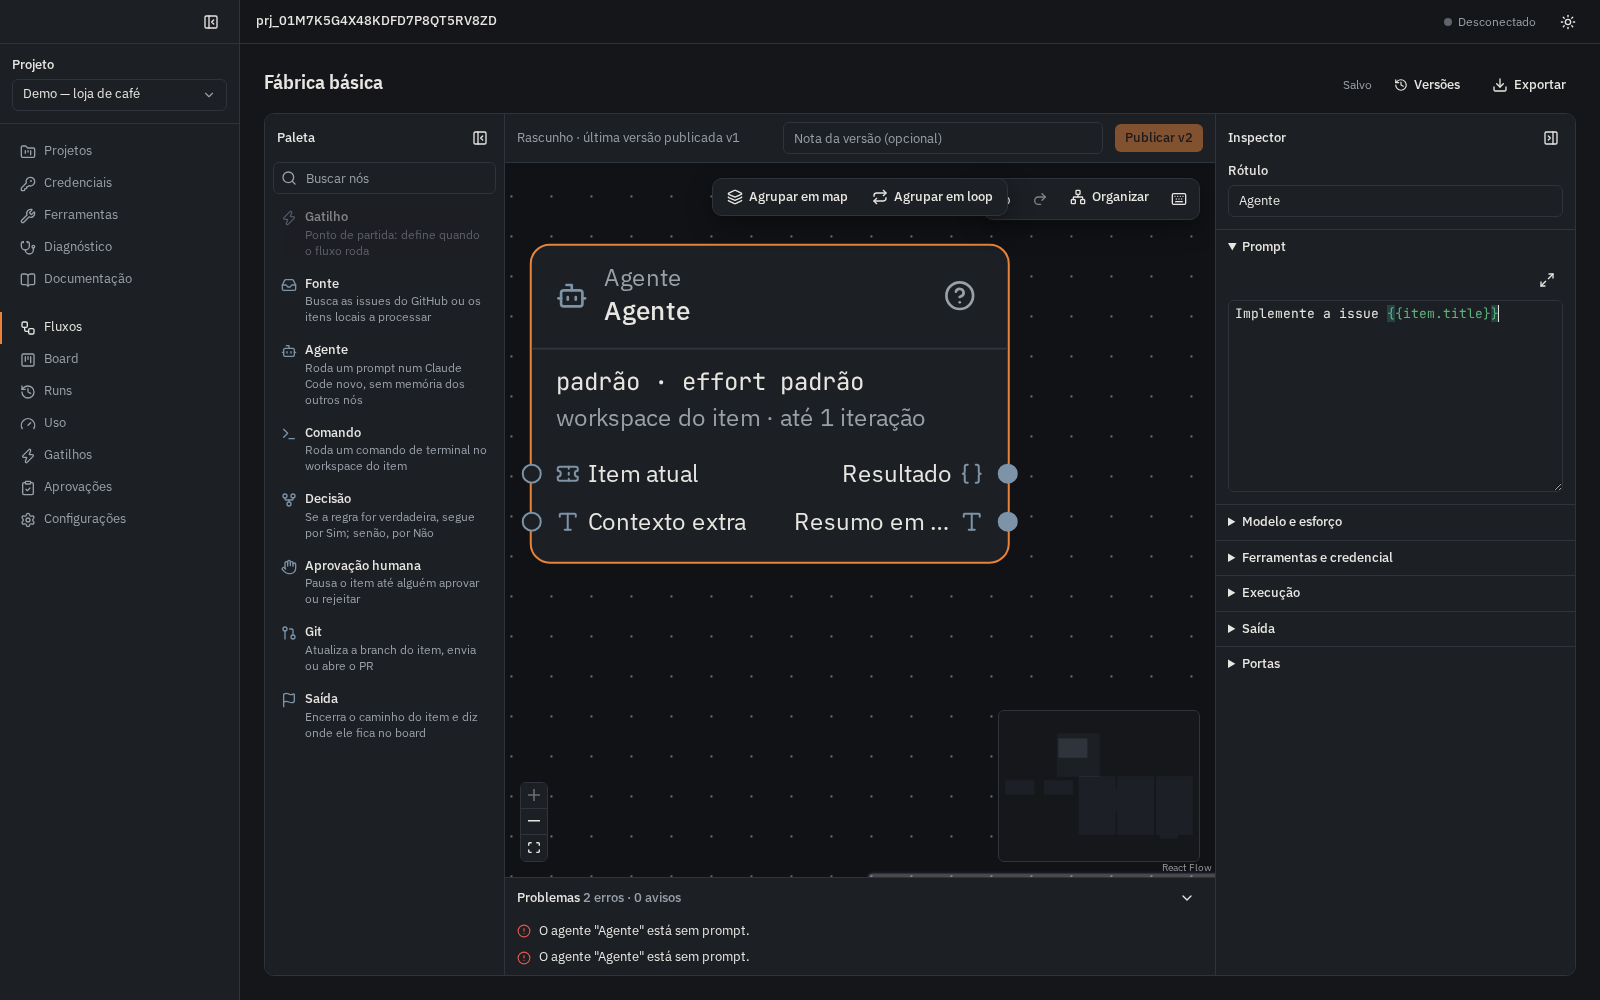 prj_01M7K5G4X48KDFD7P8QT5RV8ZD
Desconectado
Projeto
Demo — loja de café
Projetos
Credenciais
Ferramentas
Diagnóstico
Documentação
Fluxos
Board
Runs
Uso
Gatilhos
Aprovações
Configurações
Fábrica básica
Salvo
Versões
Exportar
Paleta
Buscar nós
Gatilho
Ponto de partida: define quando
o fluxo roda
Fonte
Busca as issues do GitHub ou os
itens locais a processar
Agente
Roda um prompt num Claude
Code novo, sem memória dos
outros nós
Comando
Roda um comando de terminal no
workspace do item
Decisão
Se a regra for verdadeira, segue
por Sim; senão, por Não
Aprovação humana
Pausa o item até alguém aprovar
ou rejeitar
Git
Atualiza a branch do item, envia
ou abre o PR
Saída
Encerra o caminho do item e diz
onde ele fica no board
Rascunho · última versão publicada v1
Nota da versão (opcional)
Publicar v2
Agrupar em map
Agrupar em loop
Organizar
Agente
Agente
padrão · effort padrão
workspace do item · até 1 iteração
Item atual
Resultado
Contexto extra
Resumo em ...
React Flow
Problemas 2 erros · 0 avisos
O agente "Agente" está sem prompt.
O agente "Agente" está sem prompt.
Inspector
Rótulo
Agente
Prompt
Implemente a issue {{item.title}}
Modelo e esforço
Ferramentas e credencial
Execução
Saída
Portas